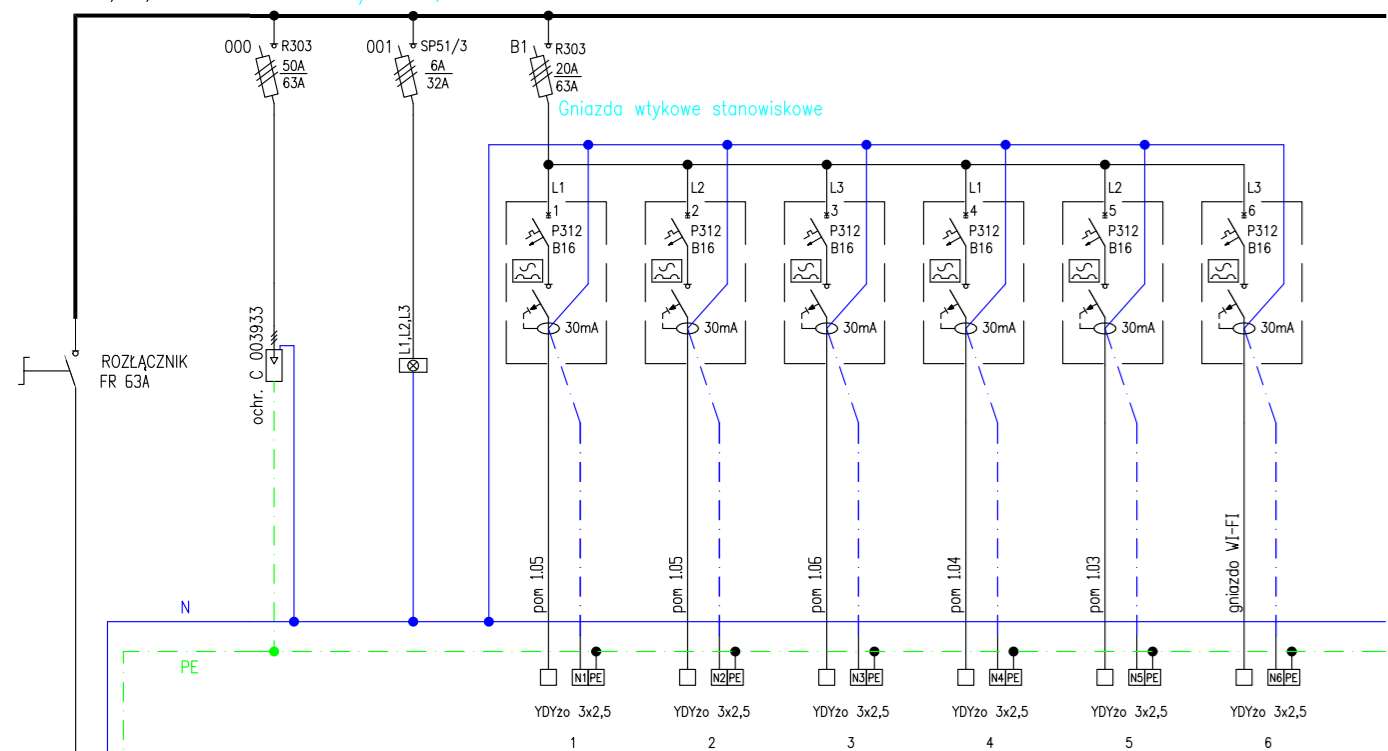 000
R303
50A
63A
001
SP51/3
6A
32A
B1
R303
20A
63A
Gniazda wtykowe stanowiskowe
L1
L2
L3
L1
L2
L3
1
2
3
4
5
6
P312
B16
P312
B16
P312
B16
P312
B16
P312
B16
P312
B16
30mA
30mA
30mA
30mA
30mA
30mA
ROZŁĄCZNIK
FR 63A
ochr. C 003933
L1,L2,L3
pom 1.05
pom 1.05
pom 1.06
pom 1.04
pom 1.03
gniazdo WI-FI
N
PE
N1 PE
N2 PE
N3 PE
N4 PE
N5 PE
N6 PE
YDYżo 3x2,5
YDYżo 3x2,5
YDYżo 3x2,5
YDYżo 3x2,5
YDYżo 3x2,5
YDYżo 3x2,5
1
2
3
4
5
6